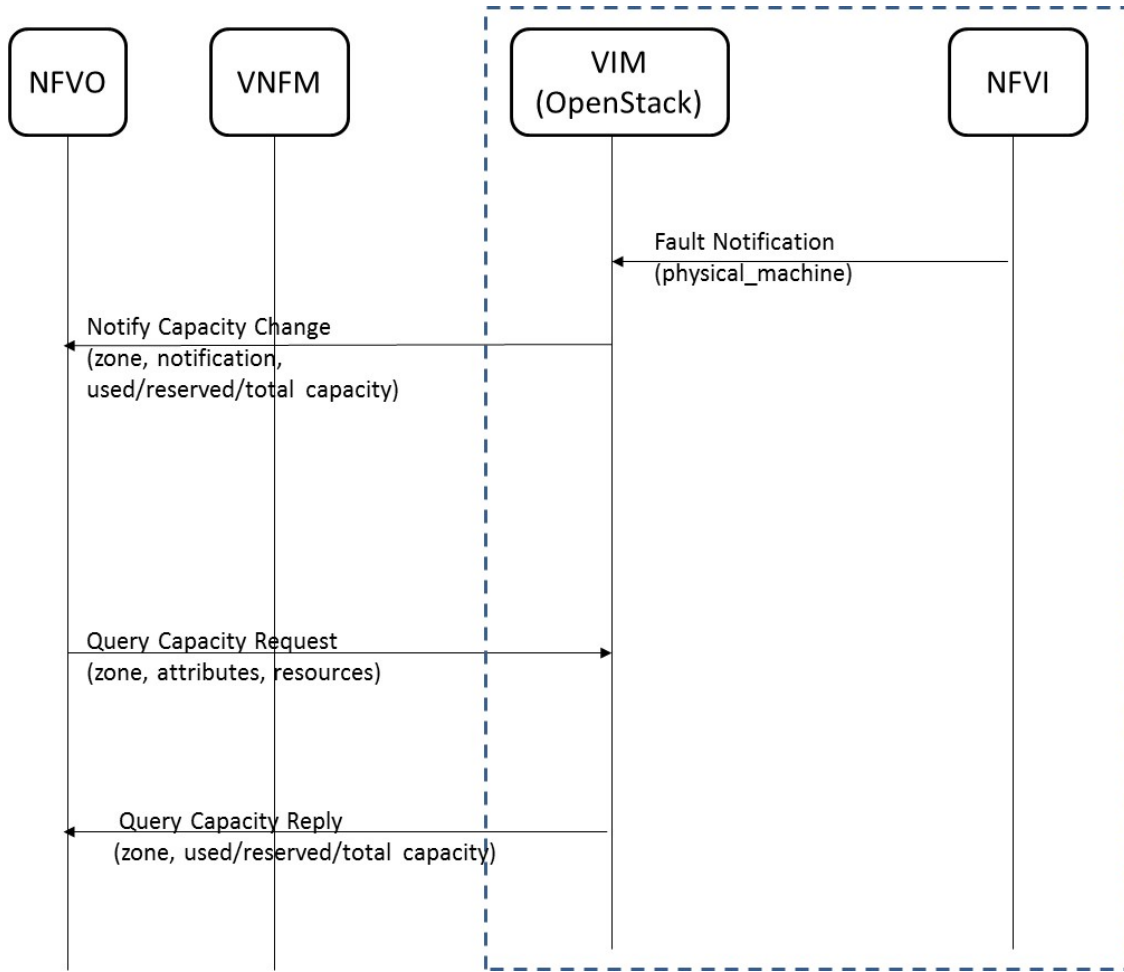 NFVO
VNFM
VIM
(OpenStack)
NFVI
Fault Notification
(physical_machine)
Notify Capacity Change
(zone, notification,
used/reserved/total capacity)
Query Capacity Request
(zone, attributes, resources)
Query Capacity Reply
(zone, used/reserved/total capacity)